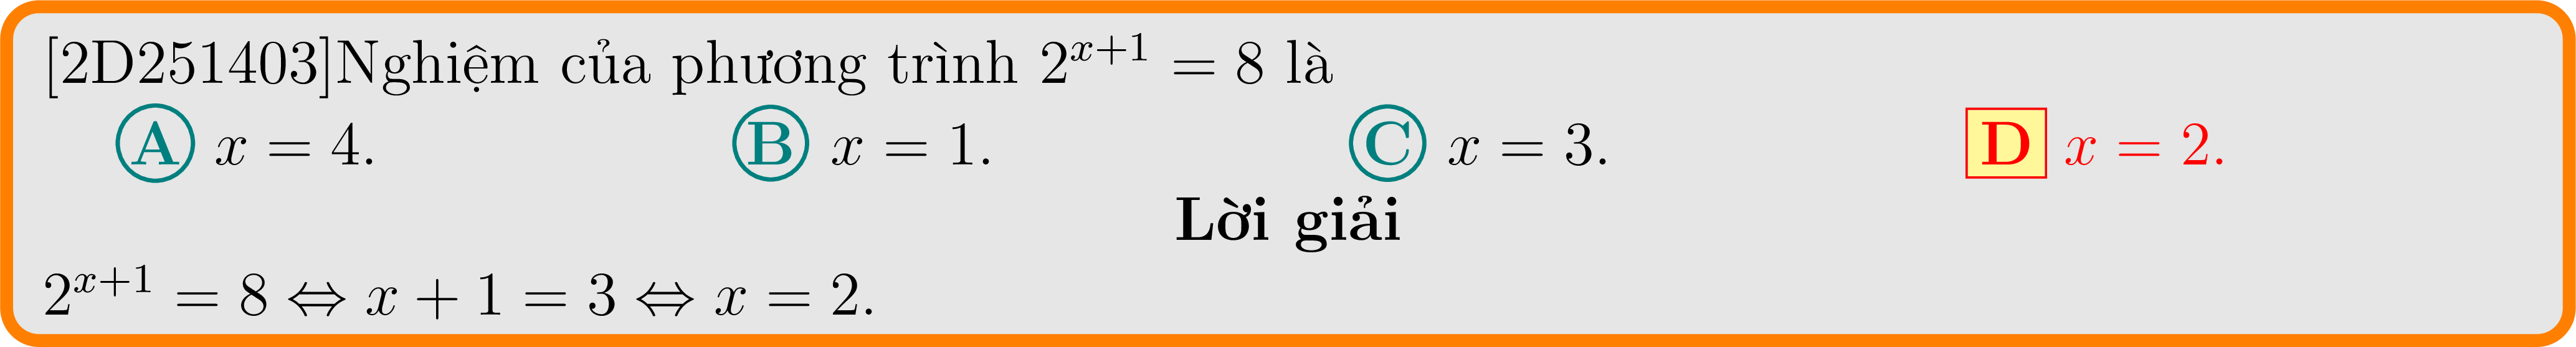 [2D251403]Nghiệm của phương trình $2^{x+1} = 8$ là
A $x = 4$. B $x = 1$. C $x = 3$. D $x = 2$.
Lời giải
$2^{x+1} = 8 \Leftrightarrow x + 1 = 3 \Leftrightarrow x = 2$.